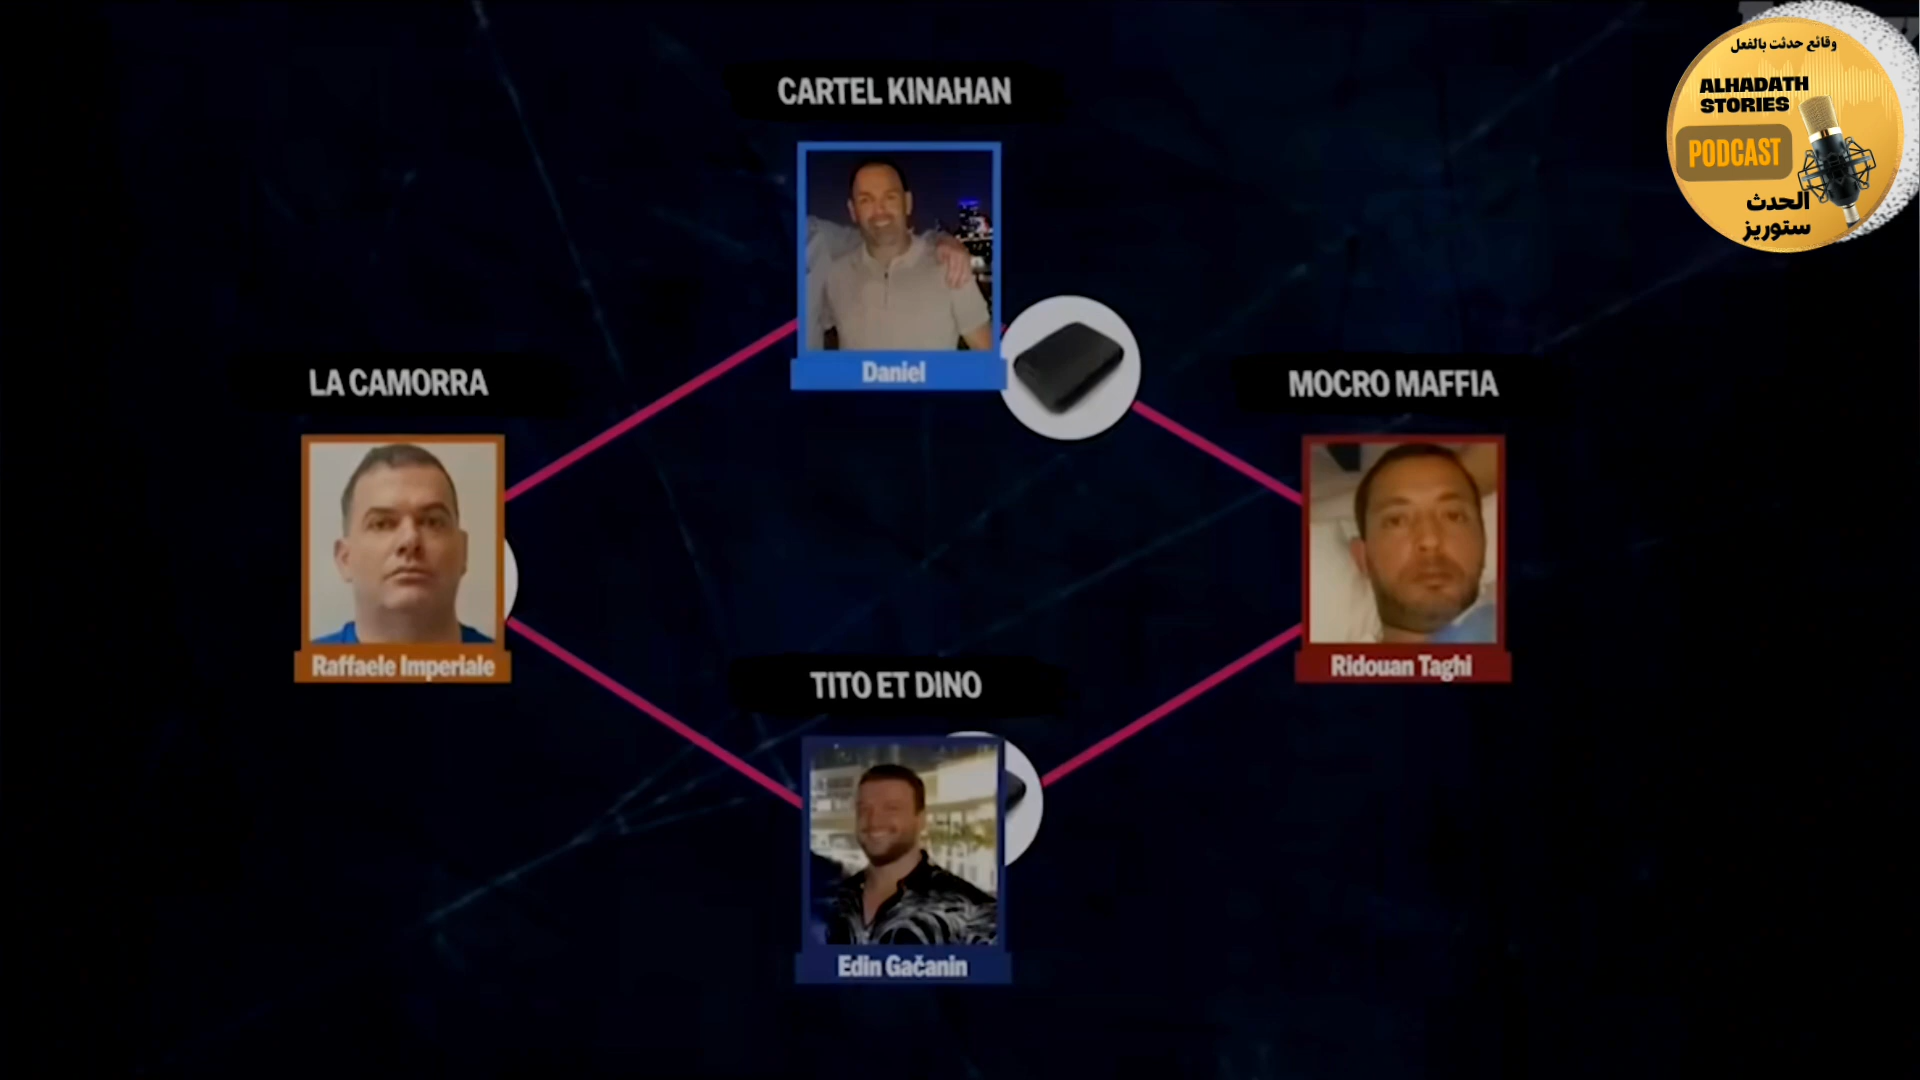 CARTEL KINAHAN
Daniel
LA CAMORRA
Raffaele Imperiale
MOCRO MAFFIA
Ridouan Taghi
TITO ET DINO
Edin Gačanin
وقائع حدثت بالفعل
ALHADATH
STORIES
PODCAST
الحدث
ستوريز